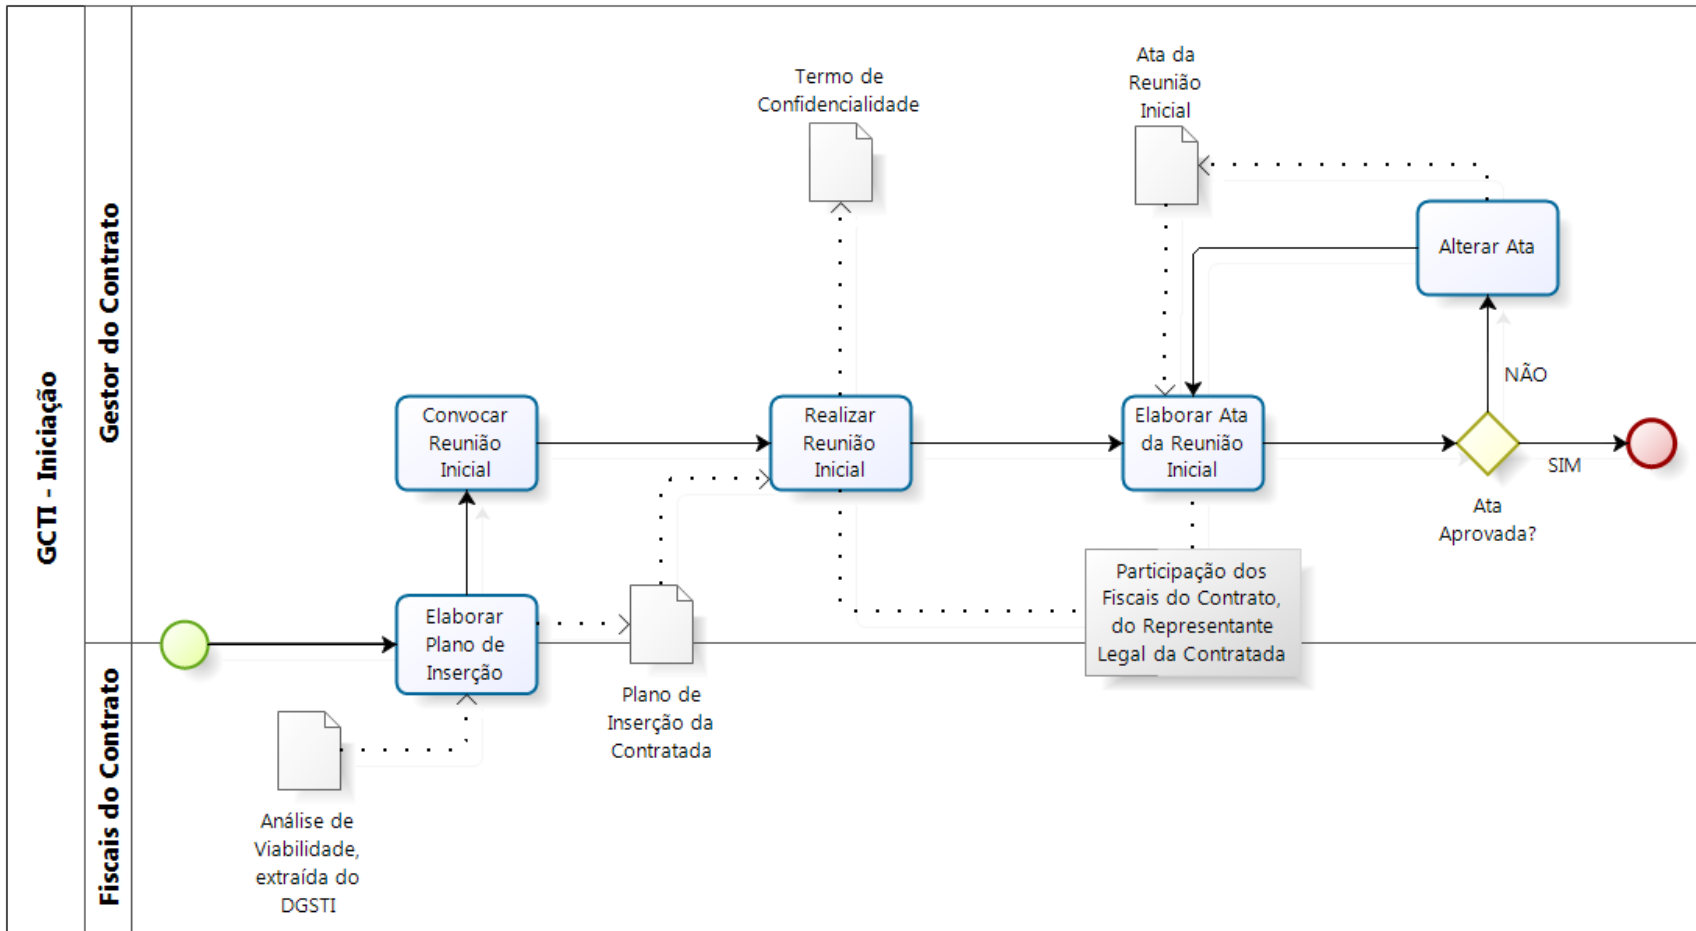 GCTI - Iniciação
Gestor do Contrato
Fiscais do Contrato
Termo de
Confidencialidade
Ata da
Reunião
Inicial
Alterar Ata
NÃO
Convocar
Reunião
Inicial
Realizar
Reunião
Inicial
Elaborar Ata
da Reunião
Inicial
SIM
Ata
Aprovada?
Participação dos
Fiscais do Contrato,
do Representante
Legal da Contratada
Elaborar
Plano de
Inserção
Plano de
Inserção da
Contratada
Análise de
Viabilidade,
extraída do
DGSTI